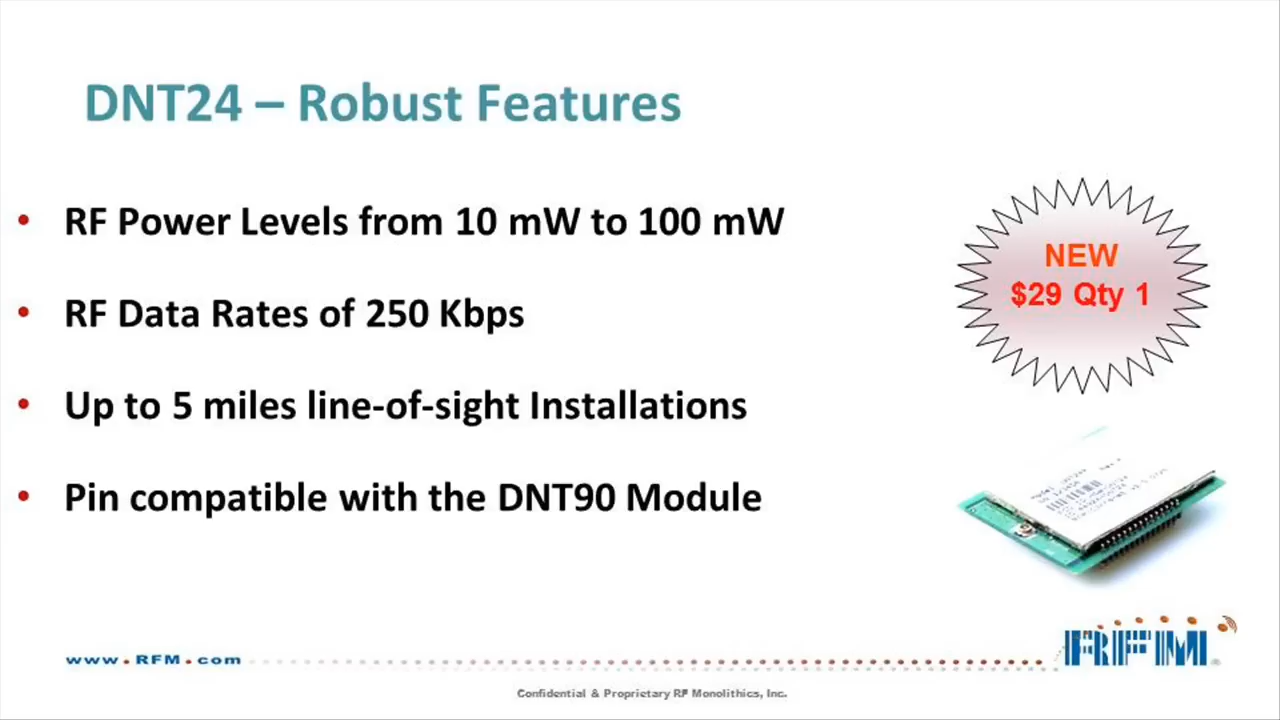 DNT24 – Robust Features
• RF Power Levels from 10 mW to 100 mW
• RF Data Rates of 250 Kbps
• Up to 5 miles line-of-sight Installations
• Pin compatible with the DNT90 Module
NEW
$29 Qty 1
www.RFM.com
RFM
Confidential & Proprietary RF Monolithics, Inc.